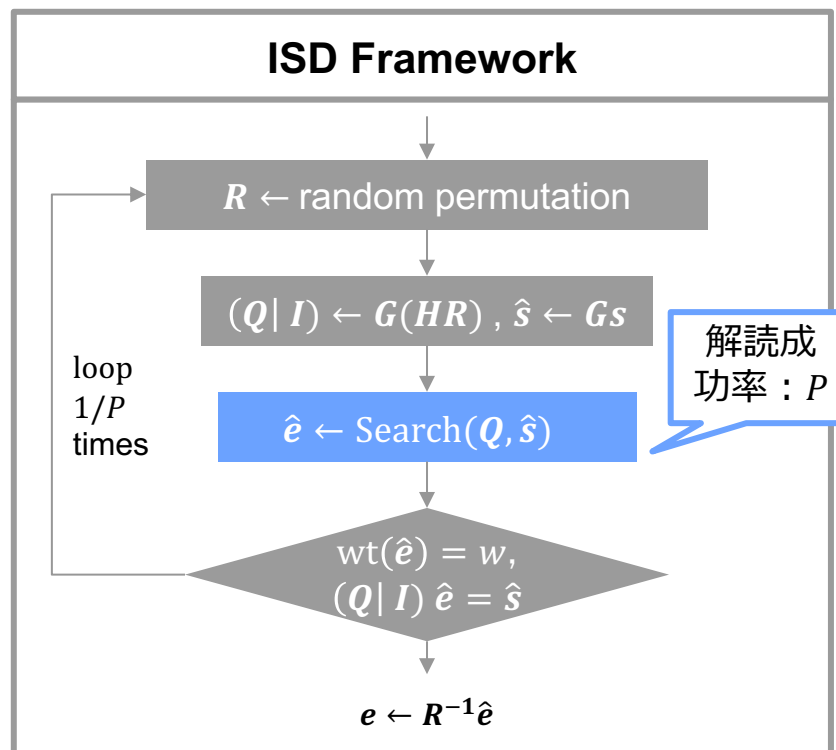 ISD Framework
R ← random permutation
(Q| I) ← G(HR) , ŝ ← Gs
解読成
功率：P
loop
1/P
times
ê ← Search(Q, ŝ)
wt(ê) = w,
(Q| I) ê = ŝ
e ← R⁻¹ê